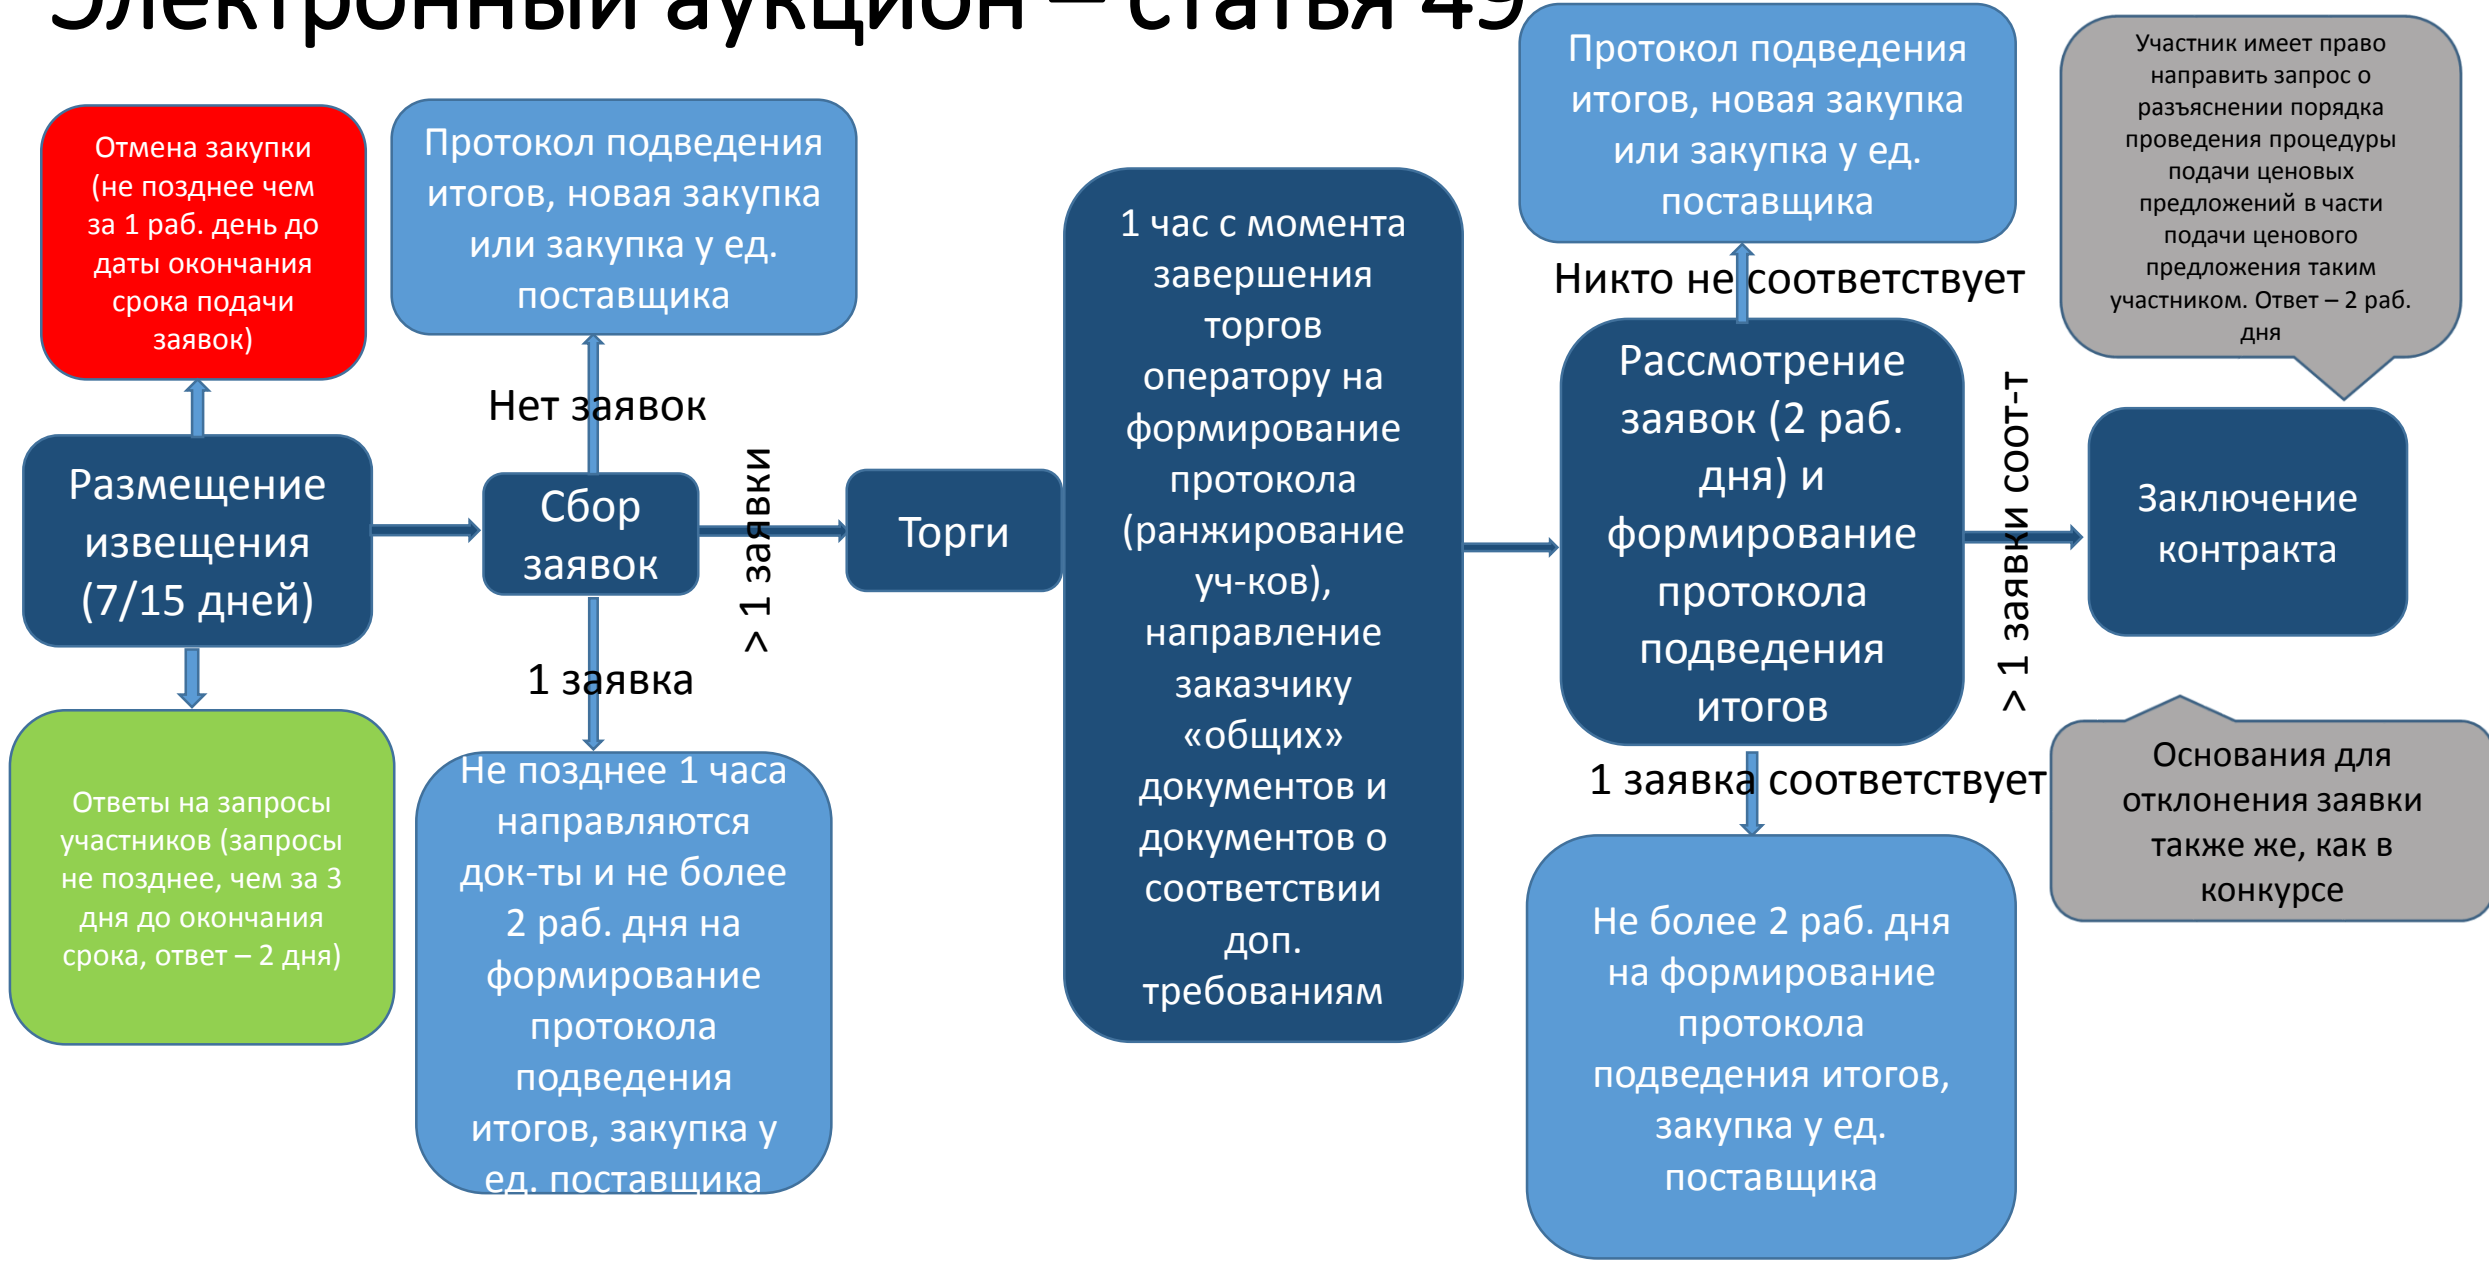 Электронный аукцион – статья 49
Отмена закупки
(не позднее чем
за 1 раб. день до
даты окончания
срока подачи
заявок)
Протокол подведения
итогов, новая закупка
или закупка у ед.
поставщика
Протокол подведения
итогов, новая закупка
или закупка у ед.
поставщика
Участник имеет право
направить запрос о
разъяснении порядка
проведения процедуры
подачи ценовых
предложений в части
подачи ценового
предложения таким
участником. Ответ – 2 раб.
дня
Нет заявок
Никто не соответствует
Размещение
извещения
(7/15 дней)
Сбор
заявок
> 1 заявки
Торги
1 час с момента
завершения
торгов
оператору на
формирование
протокола
(ранжирование
уч-ков),
направление
заказчику
«общих»
документов и
документов о
соответствии
доп.
требованиям
Рассмотрение
заявок (2 раб.
дня) и
формирование
протокола
подведения
итогов
> 1 заявки соот-т
Заключение
контракта
1 заявка
1 заявка соответствует
Ответы на запросы
участников (запросы
не позднее, чем за 3
дня до окончания
срока, ответ – 2 дня)
Не позднее 1 часа
направляются
док-ты и не более
2 раб. дня на
формирование
протокола
подведения
итогов, закупка у
ед. поставщика
Не более 2 раб. дня
на формирование
протокола
подведения итогов,
закупка у ед.
поставщика
Основания для
отклонения заявки
также же, как в
конкурсе